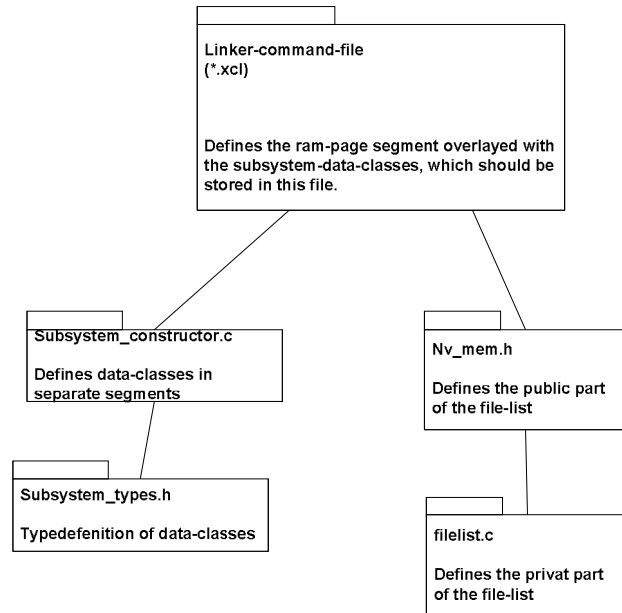 Linker-command-file
(*.xcl)
Defines the ram-page segment overlayed with
the subsystem-data-classes, which should be
stored in this file.
Subsystem_constructor.c
Defines data-classes in
separate segments
Subsystem_types.h
Typedefenition of data-classes
Nv_mem.h
Defines the public part
of the file-list
filelist.c
Defines the privat part
of the file-list